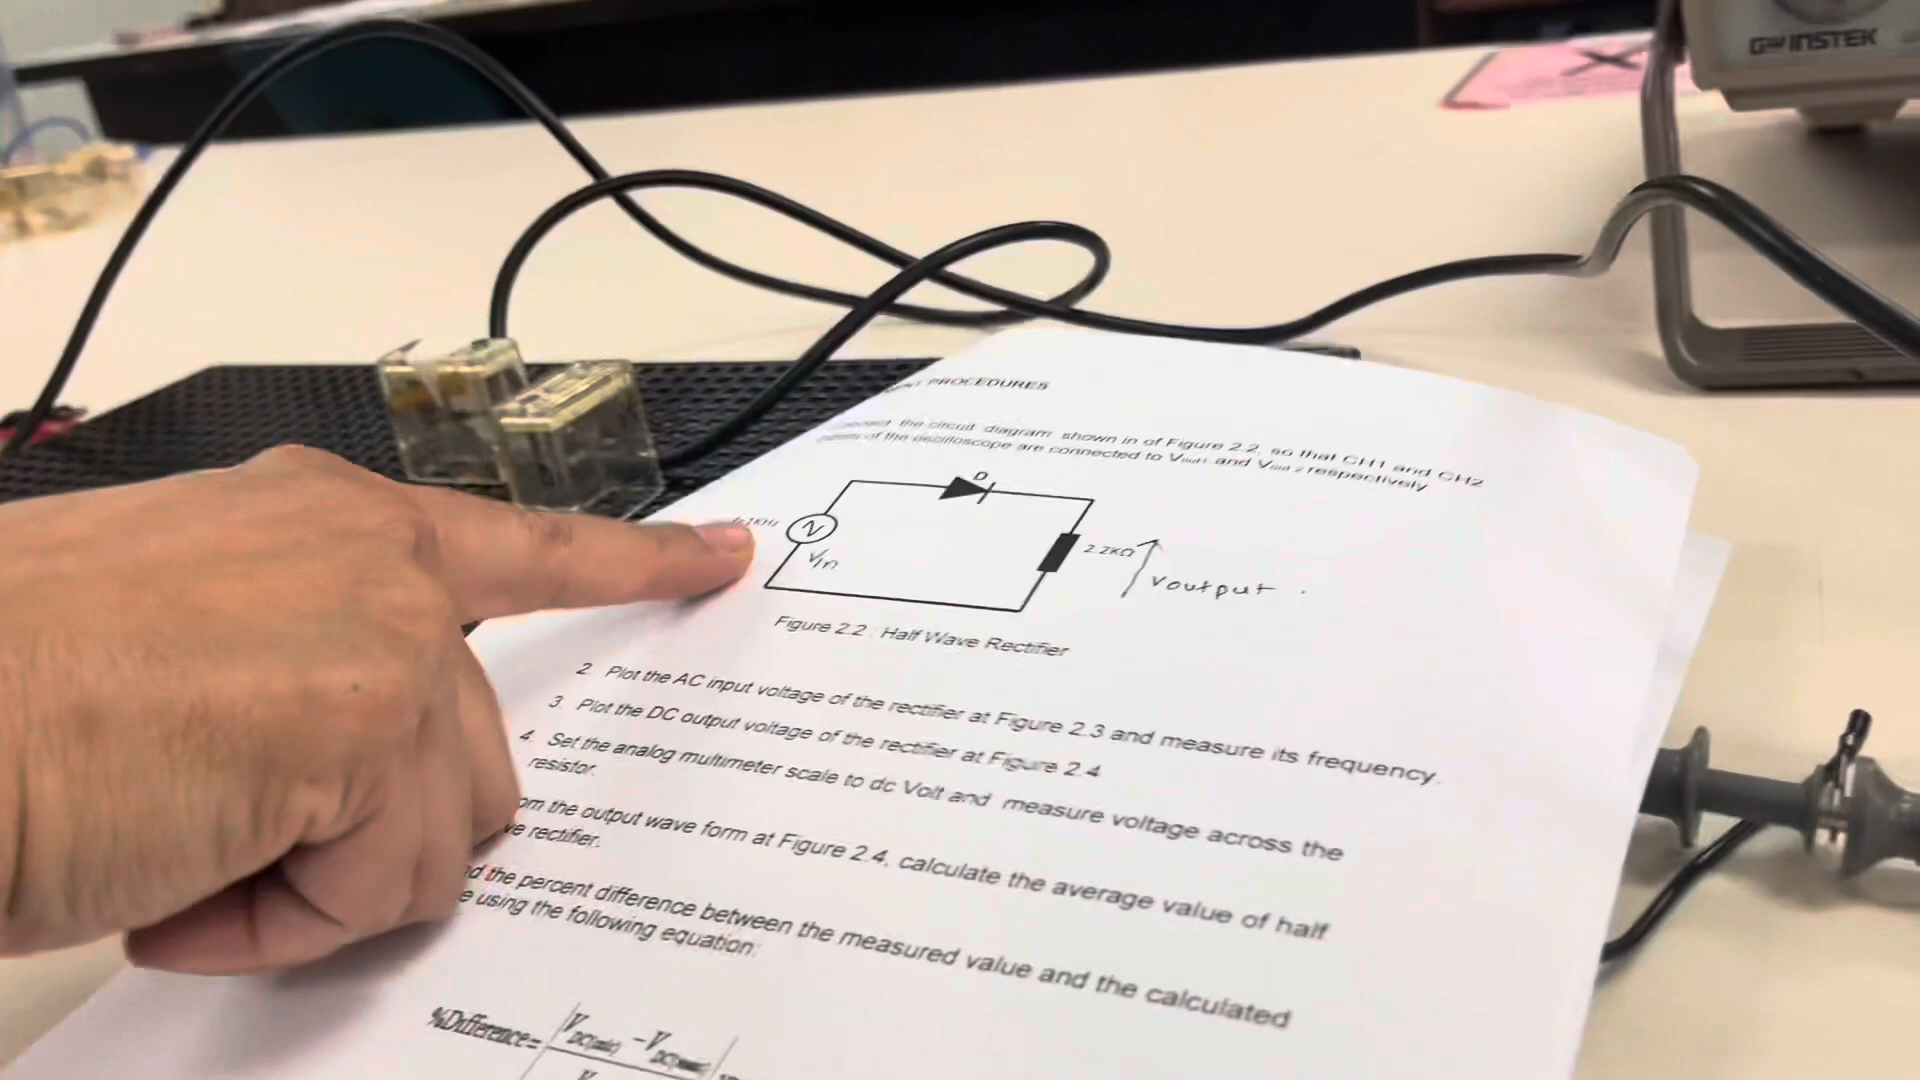 GW INSTEK
PROCEDURES
the circuit diagram shown in of Figure 2.2, so that CH1 and CH2
of the oscilloscope are connected to V and V respectively
D
1KHz
Vin
2.2KΩ
Voutput
Figure 2.2 : Half Wave Rectifier
2. Plot the AC input voltage of the rectifier at Figure 2.3 and measure its frequency.
3. Plot the DC output voltage of the rectifier at Figure 2.4
4. Set the analog multimeter scale to dc Volt and measure voltage across the
resistor.
om the output wave form at Figure 2.4, calculate the average value of half
ve rectifier.
nd the percent difference between the measured value and the calculated
e using the following equation:
%Difference= | V - V |
V